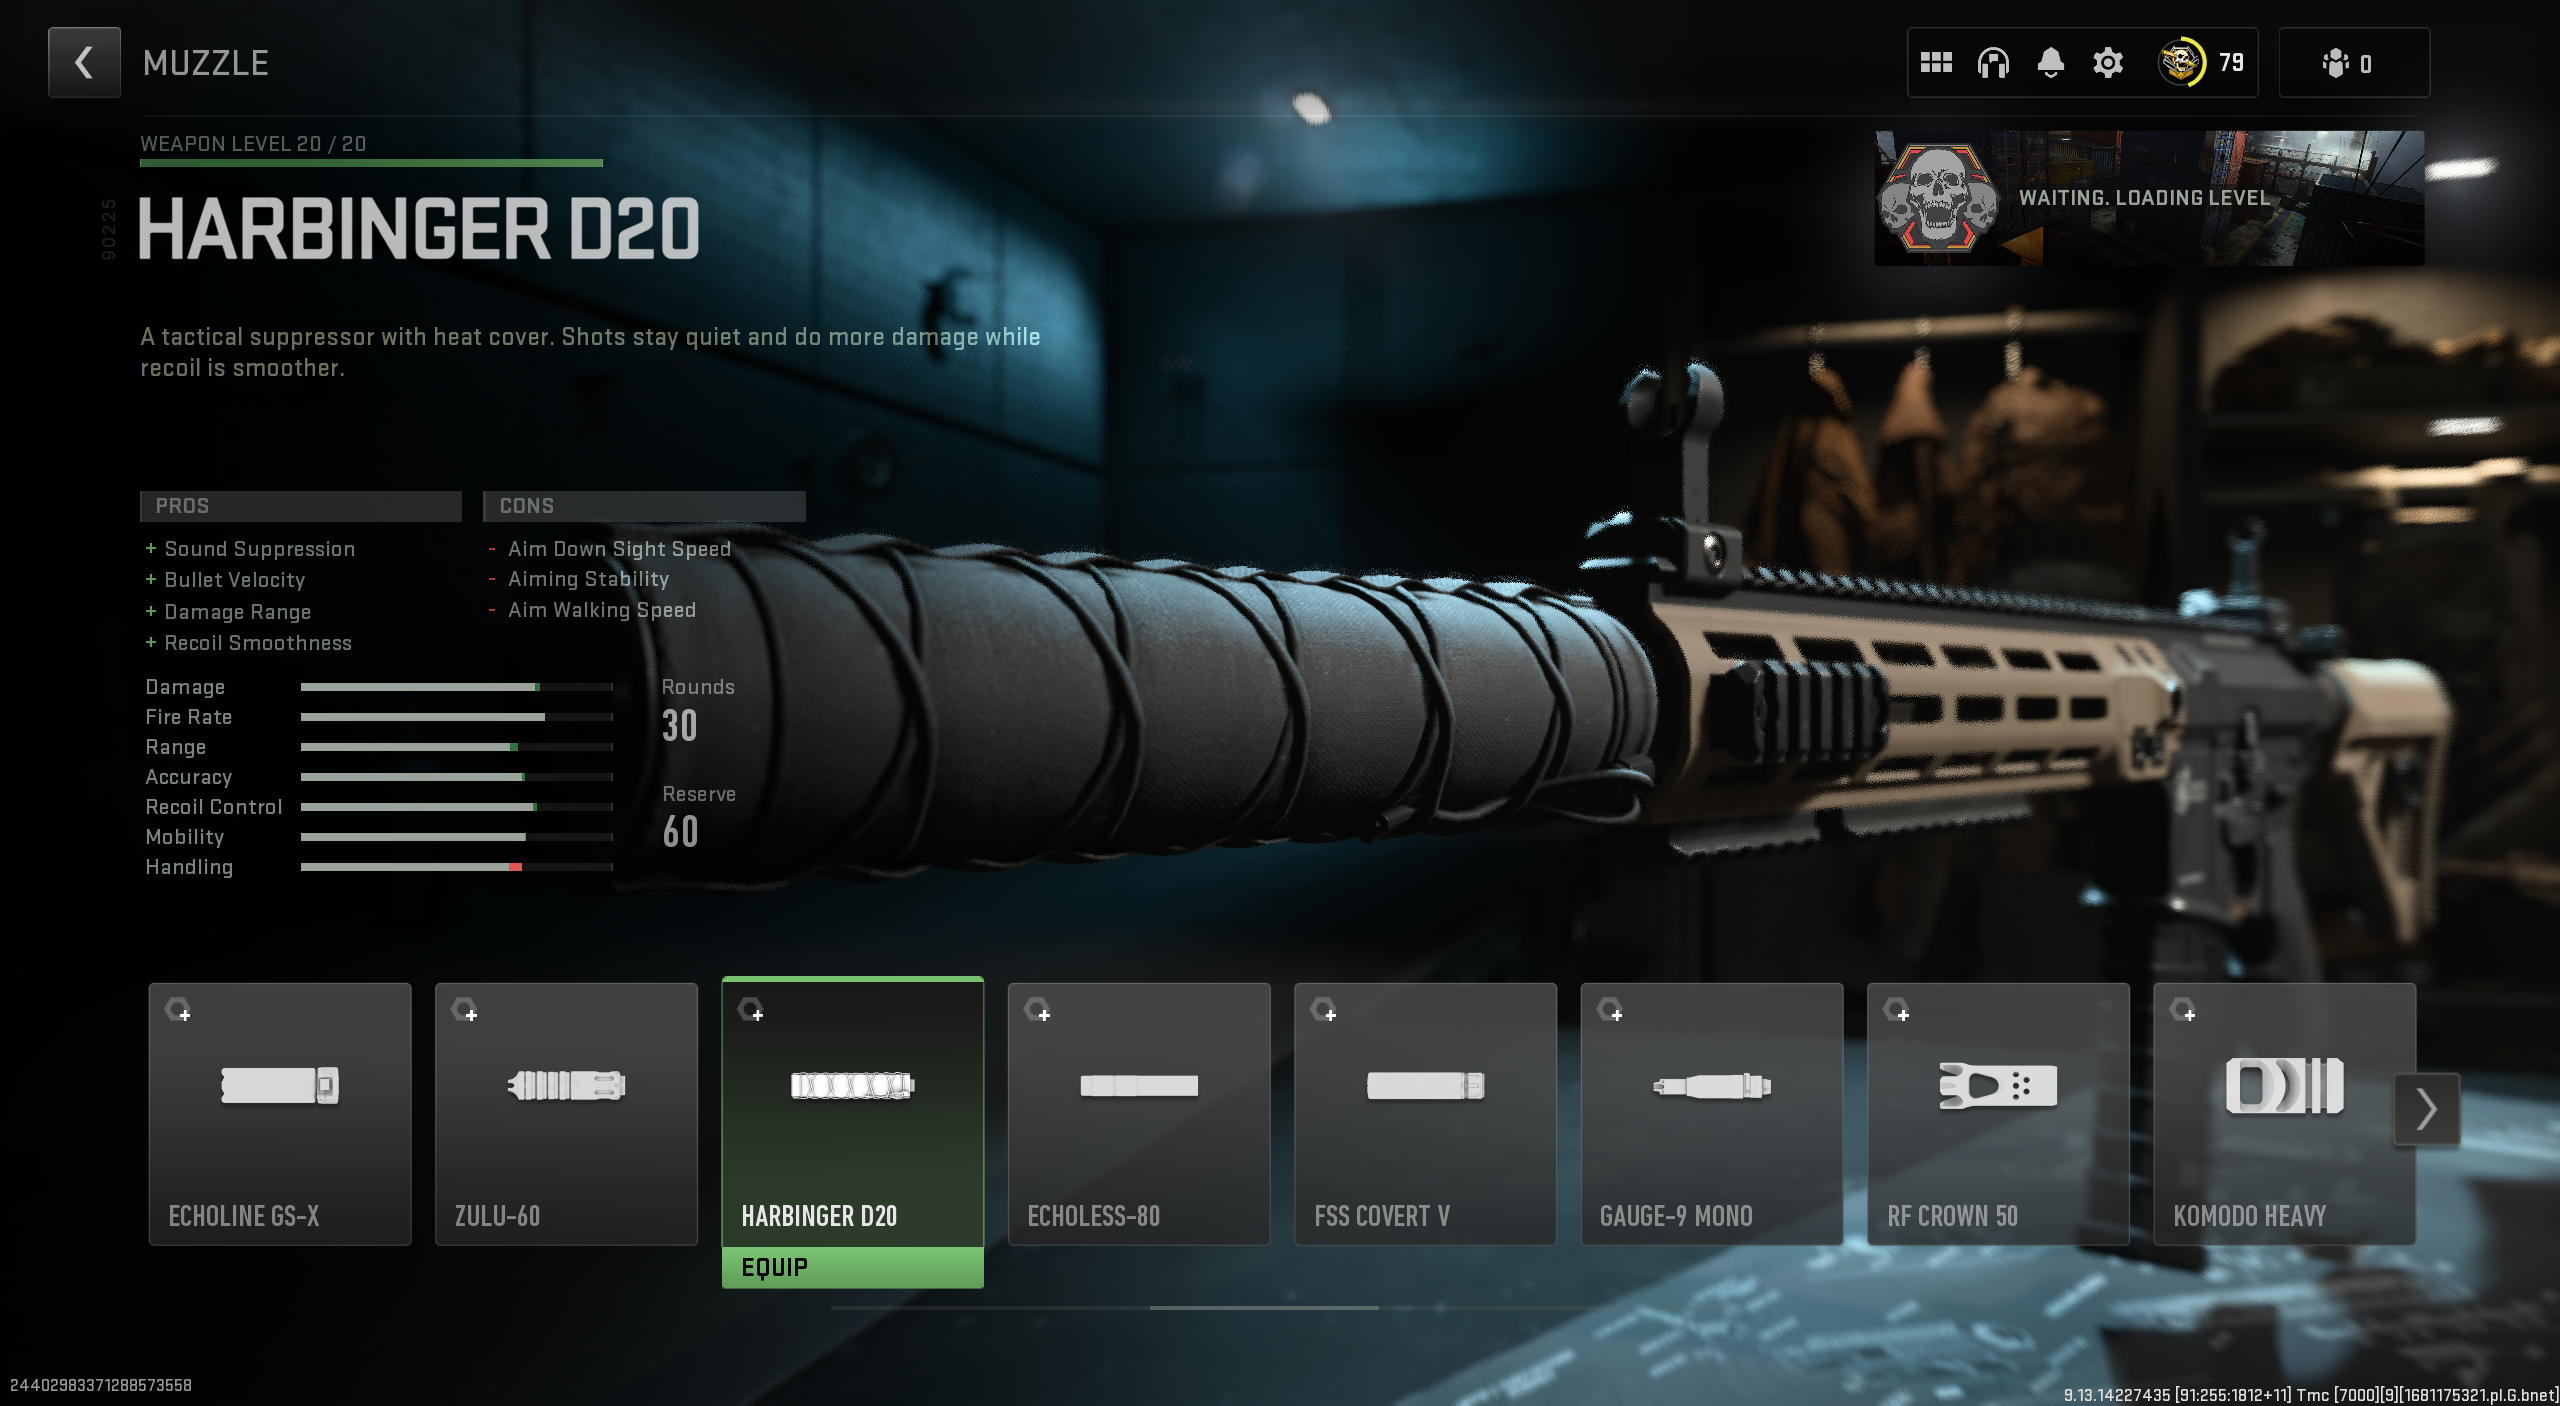 MUZZLE
79
0
WEAPON LEVEL 20 / 20
HARBINGER D20
90225
WAITING. LOADING LEVEL
A tactical suppressor with heat cover. Shots stay quiet and do more damage while
recoil is smoother.
PROS
+ Sound Suppression
+ Bullet Velocity
+ Damage Range
+ Recoil Smoothness
CONS
- Aim Down Sight Speed
- Aiming Stability
- Aim Walking Speed
Damage
Fire Rate
Range
Accuracy
Recoil Control
Mobility
Handling
Rounds
30
Reserve
60
ECHOLINE GS-X
ZULU-60
HARBINGER D20
EQUIP
ECHOLESS-80
FSS COVERT V
GAUGE-9 MONO
RF CROWN 50
KOMODO HEAVY
24402983371288573558
9.13.14227435 [91:255:1812+11] Tmc [7000][9][1681175321.pl.G.bnet]